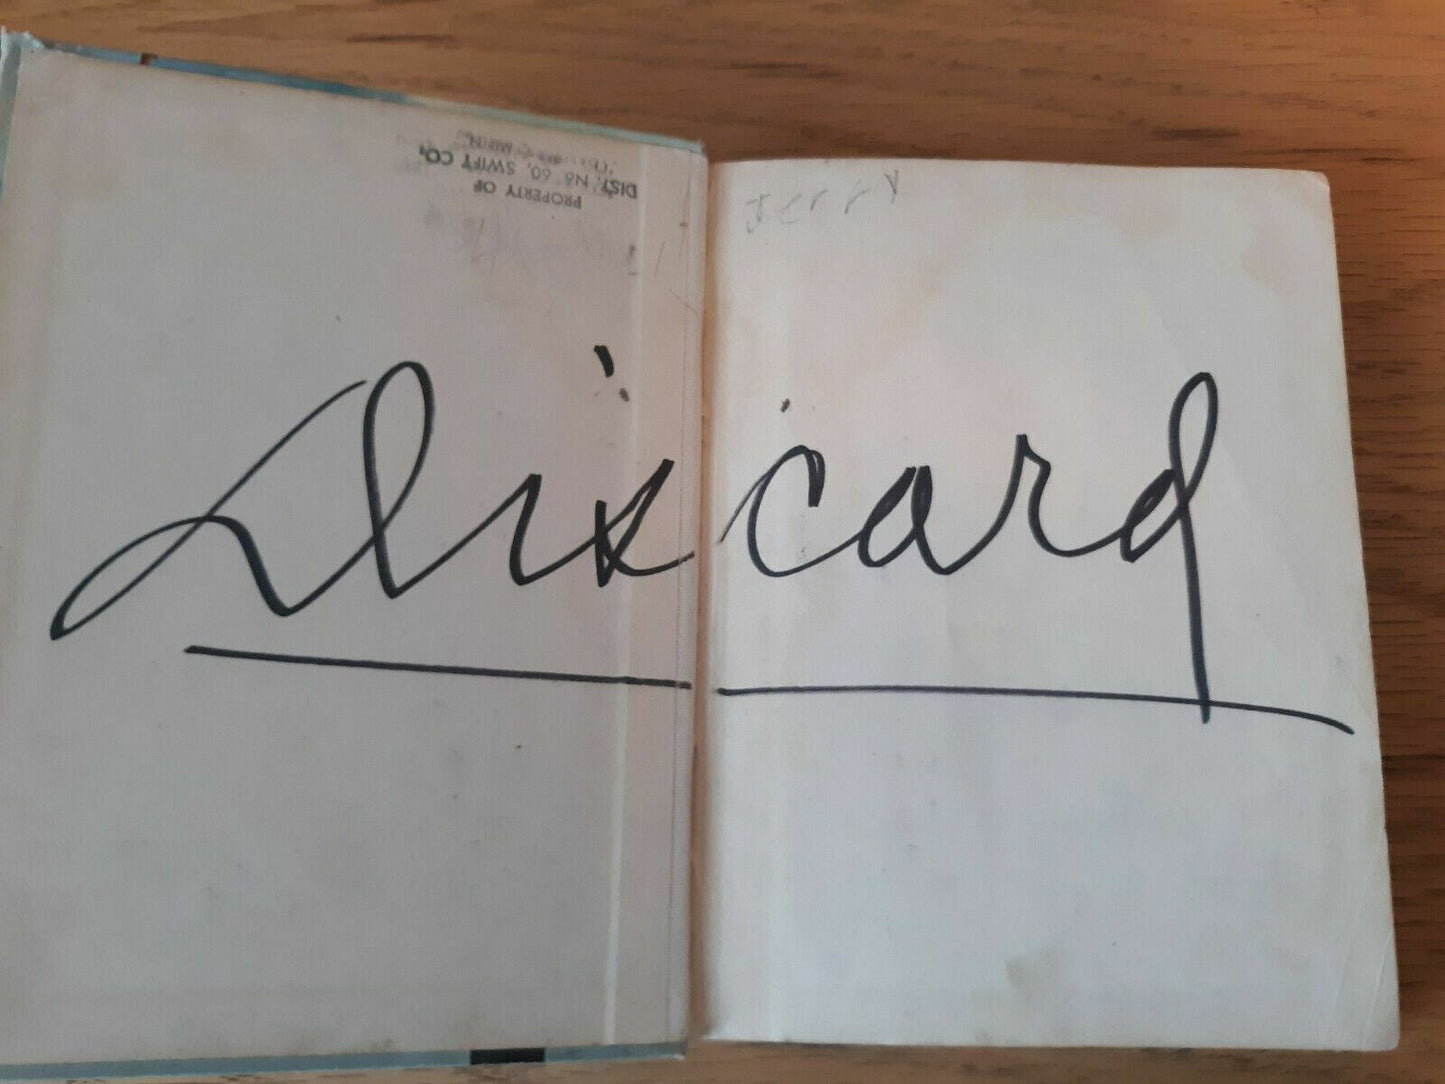 PROPERTY OF
DIST. No 60, SWIFT CO.
Jerry
Discard